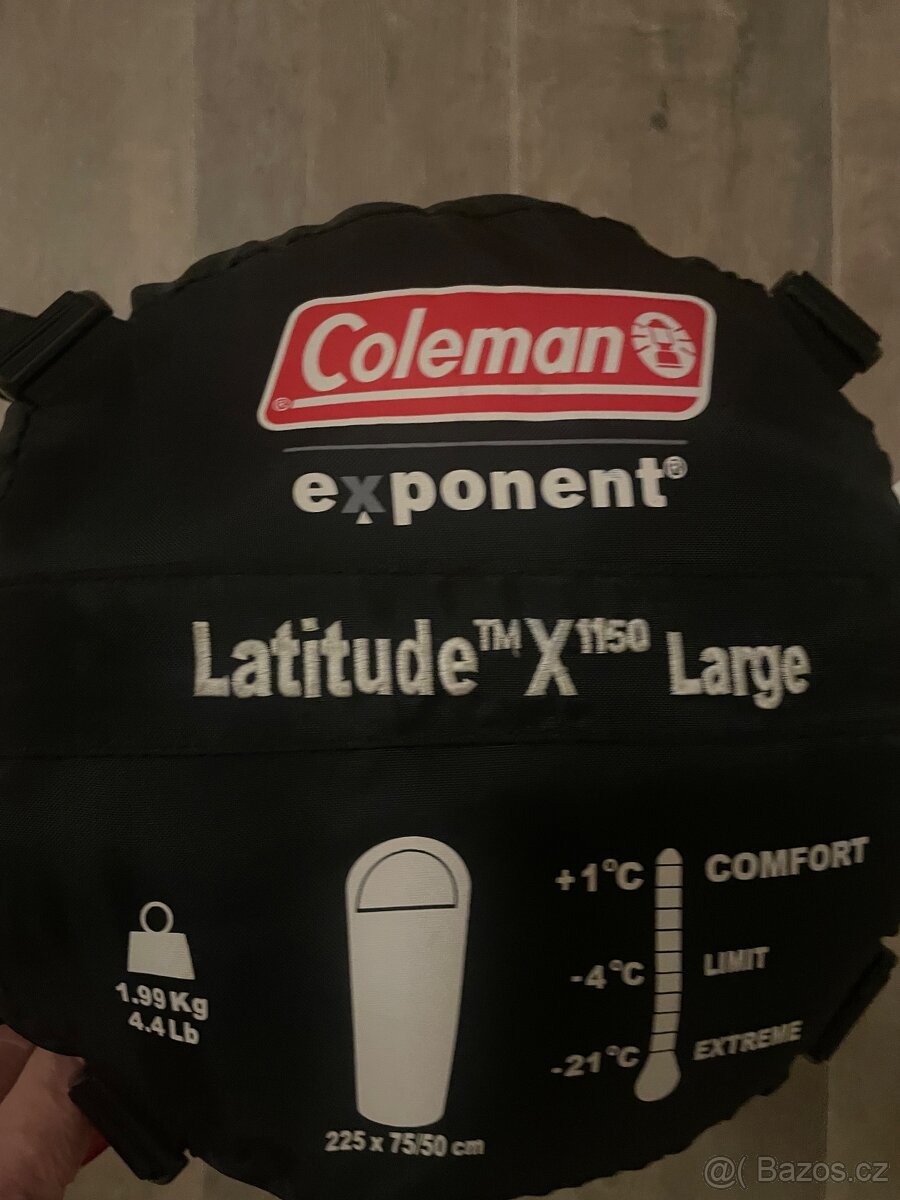 Coleman
®
exponent®
Latitude™ X1150 Large
1.99 Kg
4.4 Lb
225 x 75/50 cm
+1°C COMFORT
-4°C LIMIT
-21°C EXTREME
@( Bazos.cz